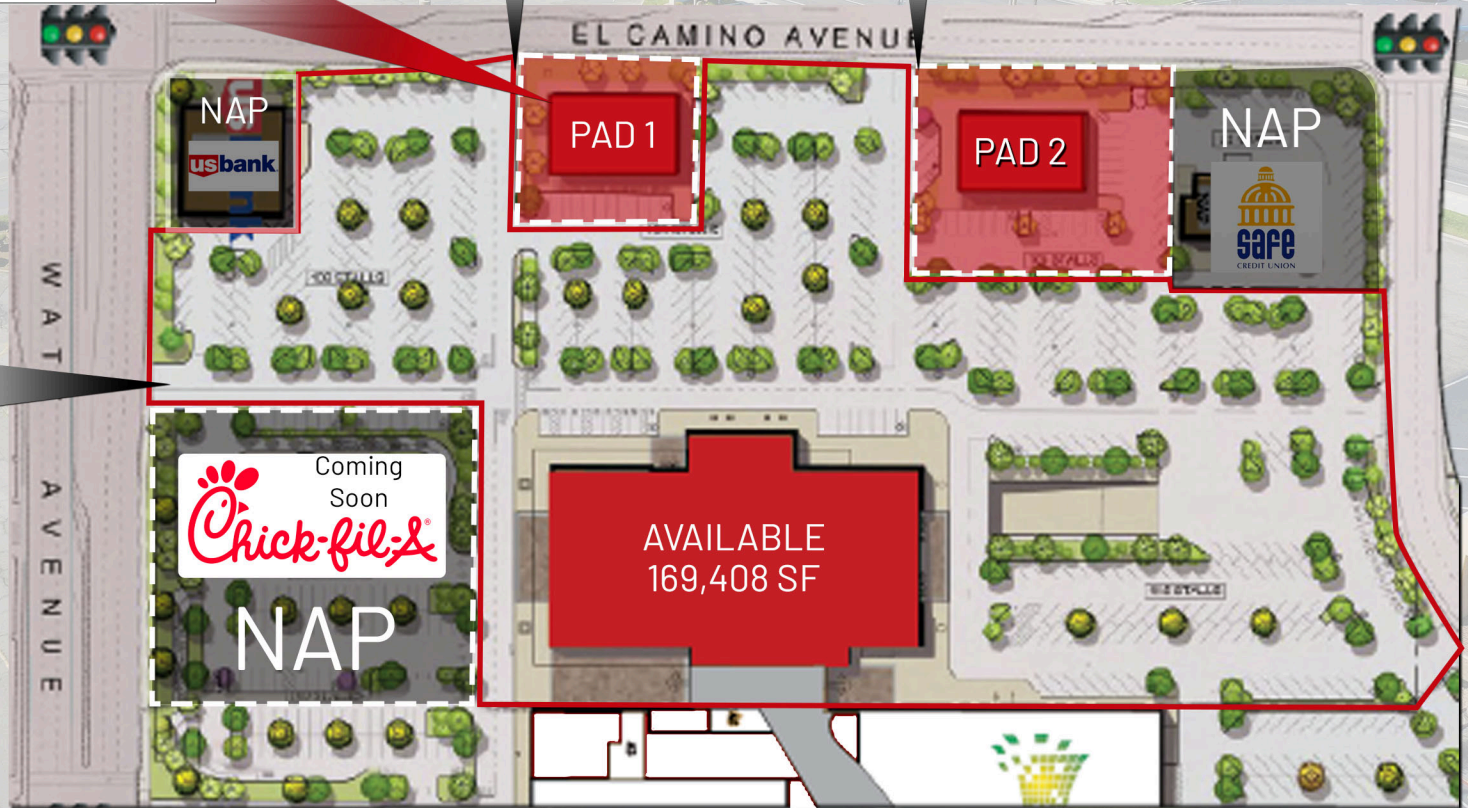 EL CAMINO AVENUE
NAP
usbank
PAD 1
PAD 2
NAP
safe
CREDIT UNION
WATT AVENUE
Coming
Soon
Chick-fil-A®
NAP
AVAILABLE
169,408 SF